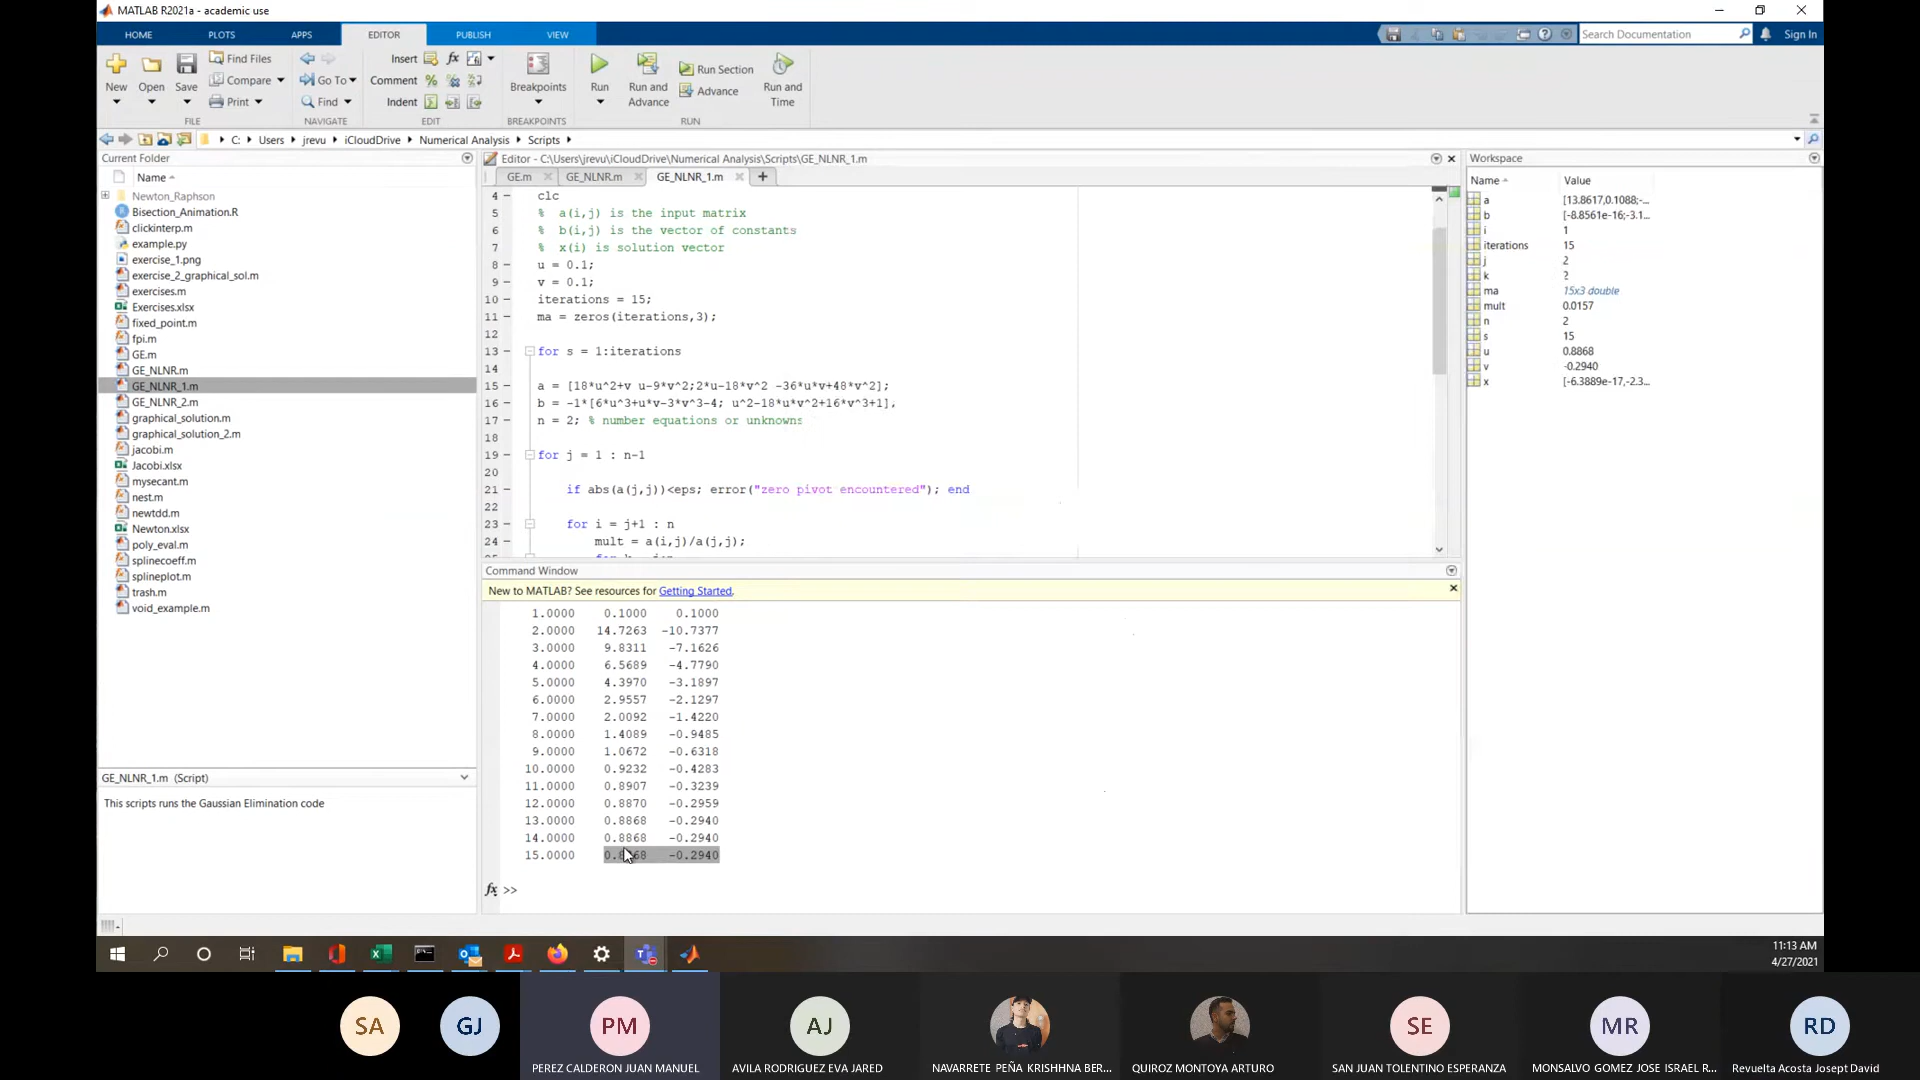 MATLAB R2021a - academic use
HOME PLOTS APPS EDITOR PUBLISH VIEW
Search Documentation
Sign In
New
Open
Save
Find Files
Compare
Print
FILE
Go To
Find
NAVIGATE
Insert
fx
Comment
Indent
EDIT
Breakpoints
BREAKPOINTS
Run
Run and Advance
Run Section
Advance
Run and Time
RUN
C: Users jrevu iCloudDrive Numerical Analysis Scripts
Current Folder
Name
Newton_Raphson
Bisection_Animation.R
clickinterp.m
example.py
exercise_1.png
exercise_2_graphical_sol.m
exercises.m
Exercises.xlsx
fixed_point.m
fpi.m
GE.m
GE_NLNR.m
GE_NLNR_1.m
GE_NLNR_2.m
graphical_solution.m
graphical_solution_2.m
jacobi.m
Jacobi.xlsx
mysecant.m
nest.m
newtdd.m
Newton.xlsx
poly_eval.m
splinecoeff.m
splineplot.m
trash.m
void_example.m
GE_NLNR_1.m (Script)
This scripts runs the Gaussian Elimination code
Editor - C:\Users\jrevu\iCloudDrive\Numerical Analysis\Scripts\GE_NLNR_1.m
GE.m GE_NLNR.m GE_NLNR_1.m
4 clc
5 % a(i,j) is the input matrix
6 % b(i,j) is the vector of constants
7 % x(i) is solution vector
8 u = 0.1;
9 v = 0.1;
10 iterations = 15;
11 ma = zeros(iterations,3);
12
13 for s = 1:iterations
14
15 a = [18*u^2+v u-9*v^2;2*u-18*v^2 -36*u*v+48*v^2];
16 b = -1*[6*u^3+u*v-3*v^3-4; u^2-18*u*v^2+16*v^3+1],
17 n = 2; % number equations or unknowns
18
19 for j = 1 : n-1
20
21 if abs(a(j,j))<eps; error("zero pivot encountered"); end
22
23 for i = j+1 : n
24 mult = a(i,j)/a(j,j);
Command Window
New to MATLAB? See resources for Getting Started.
1.0000 0.1000 0.1000
2.0000 14.7263 -10.7377
3.0000 9.8311 -7.1626
4.0000 6.5689 -4.7790
5.0000 4.3970 -3.1897
6.0000 2.9557 -2.1297
7.0000 2.0092 -1.4220
8.0000 1.4089 -0.9485
9.0000 1.0672 -0.6318
10.0000 0.9232 -0.4283
11.0000 0.8907 -0.3239
12.0000 0.8870 -0.2959
13.0000 0.8868 -0.2940
14.0000 0.8868 -0.2940
15.0000 -0.2940
fx >>
Workspace
Name Value
a [13.8617,0.1088;-...
b [-8.8561e-16;-3.1...
i 1
iterations 15
j 2
k 2
ma 15x3 double
mult 0.0157
n 2
s 15
u 0.8868
v -0.2940
x [-6.3889e-17,-2.3...
11:13 AM
4/27/2021
SA
GJ
PM
AJ
SE
MR
RD
PEREZ CALDERON JUAN MANUEL
AVILA RODRIGUEZ EVA JARED
NAVARRETE PEÑA KRISHHNA BER...
QUIROZ MONTOYA ARTURO
SAN JUAN TOLENTINO ESPERANZA
MONSALVO GOMEZ JOSE ISRAEL R...
Revuelta Acosta Josept David